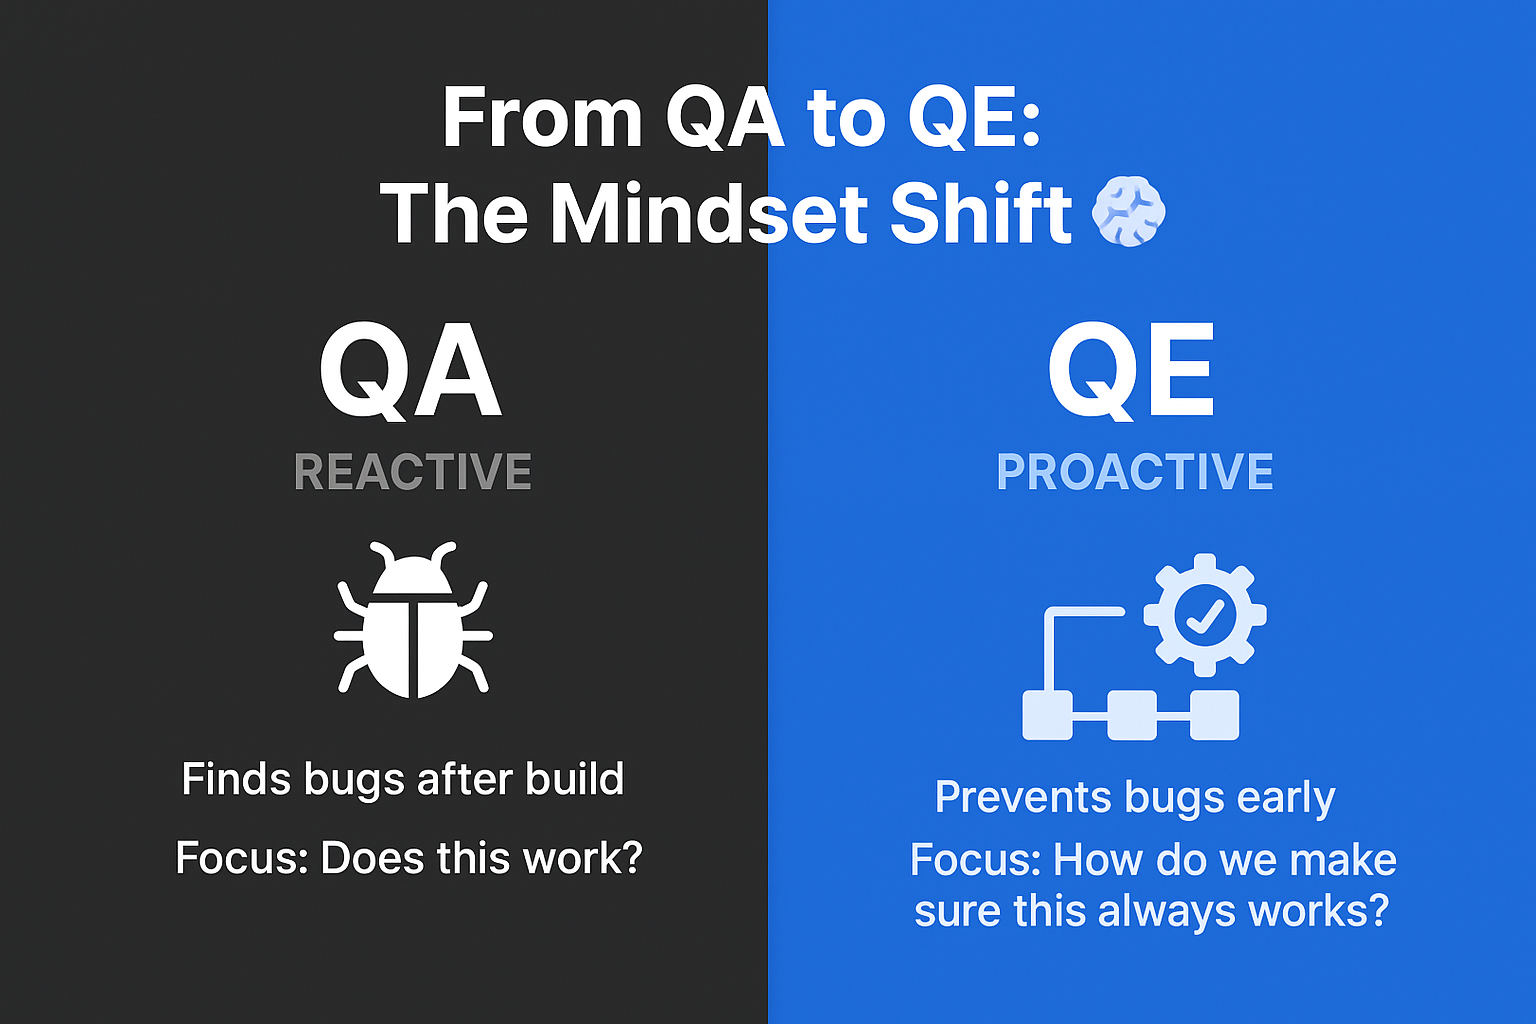 From QA to QE:
The Mindset Shift
QA
REACTIVE
Finds bugs after build
Focus: Does this work?
QE
PROACTIVE
Prevents bugs early
Focus: How do we make
sure this always works?